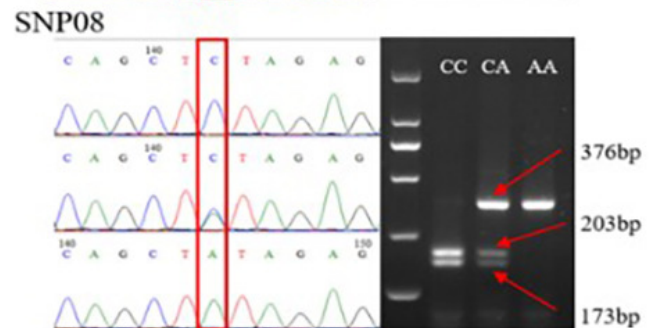 SNP08
140
C A G C T C T A G A G
140
C A G C T C T A G A G
140 150
C A G C T A T A G A G
CC CA AA
376bp
203bp
173bp